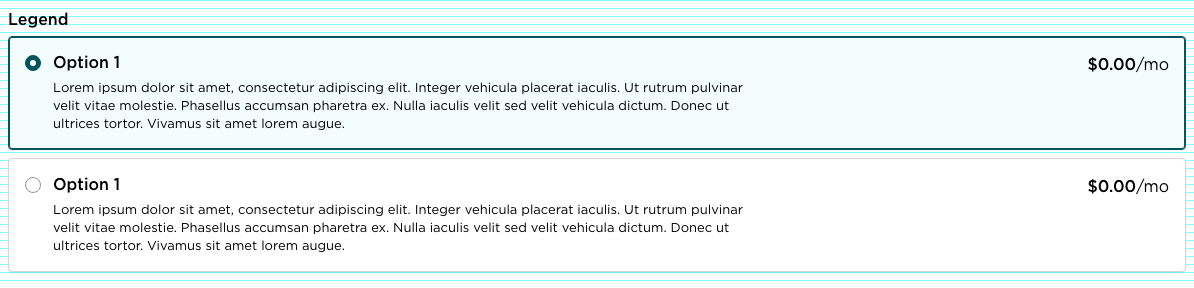 Legend
Option 1
$0.00/mo
Lorem ipsum dolor sit amet, consectetur adipiscing elit. Integer vehicula placerat iaculis. Ut rutrum pulvinar
velit vitae molestie. Phasellus accumsan pharetra ex. Nulla iaculis velit sed velit vehicula dictum. Donec ut
ultrices tortor. Vivamus sit amet lorem augue.
Option 1
$0.00/mo
Lorem ipsum dolor sit amet, consectetur adipiscing elit. Integer vehicula placerat iaculis. Ut rutrum pulvinar
velit vitae molestie. Phasellus accumsan pharetra ex. Nulla iaculis velit sed velit vehicula dictum. Donec ut
ultrices tortor. Vivamus sit amet lorem augue.